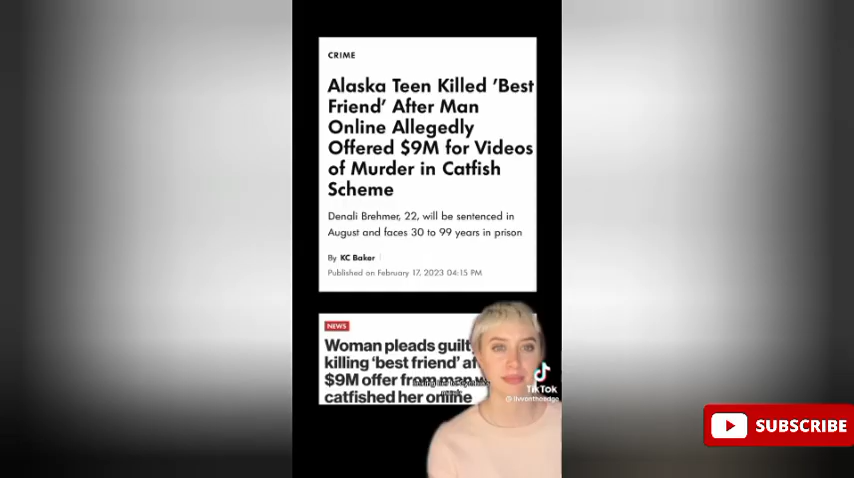 CRIME
Alaska Teen Killed 'Best
Friend' After Man
Online Allegedly
Offered $9M for Videos
of Murder in Catfish
Scheme
Denali Brehmer, 22, will be sentenced in
August and faces 30 to 99 years in prison
By KC Baker
Published on February 17, 2023 04:15 PM
NEWS
Woman pleads guilt
killing 'best friend' af
$9M offer from man
catfished her online
TikTok
SUBSCRIBE